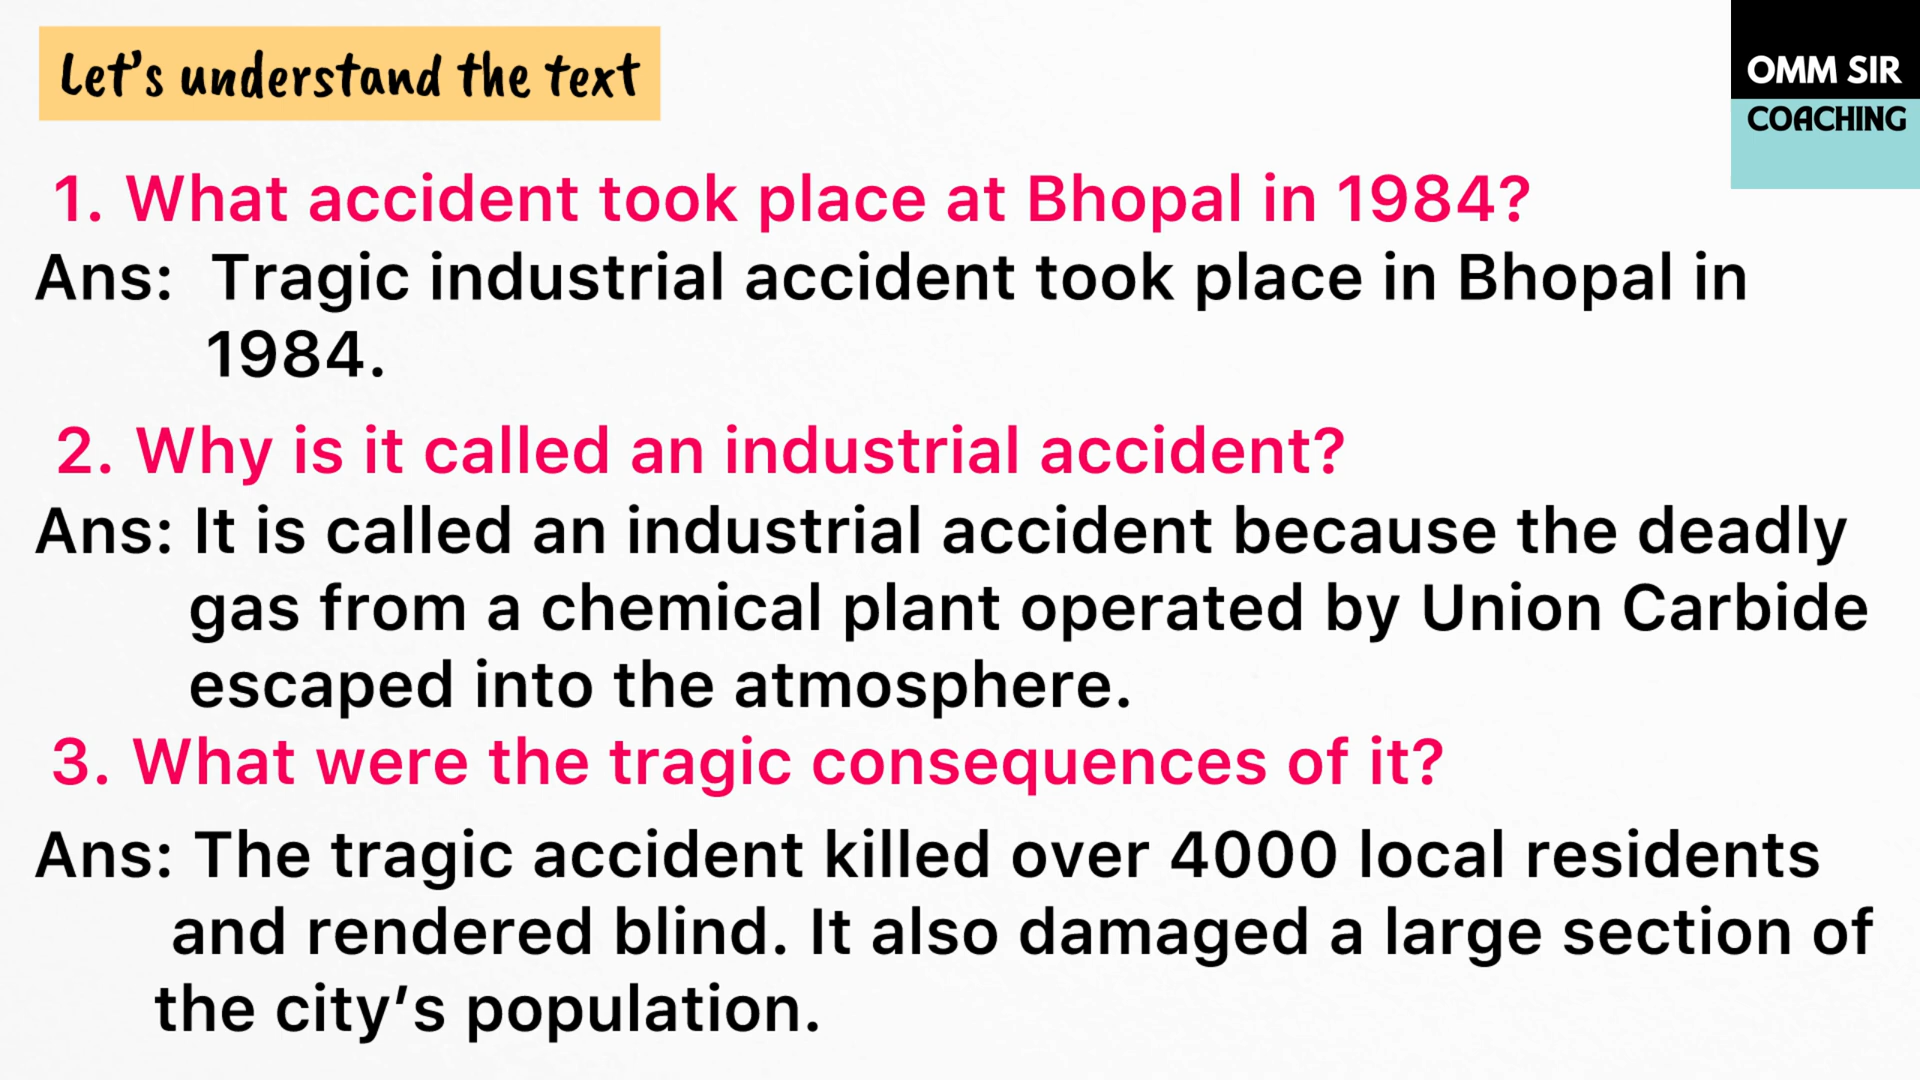 Let's understand the text
OMM SIR
COACHING
1. What accident took place at Bhopal in 1984?
Ans: Tragic industrial accident took place in Bhopal in
1984.
2. Why is it called an industrial accident?
Ans: It is called an industrial accident because the deadly
gas from a chemical plant operated by Union Carbide
escaped into the atmosphere.
3. What were the tragic consequences of it?
Ans: The tragic accident killed over 4000 local residents
and rendered blind. It also damaged a large section of
the city's population.